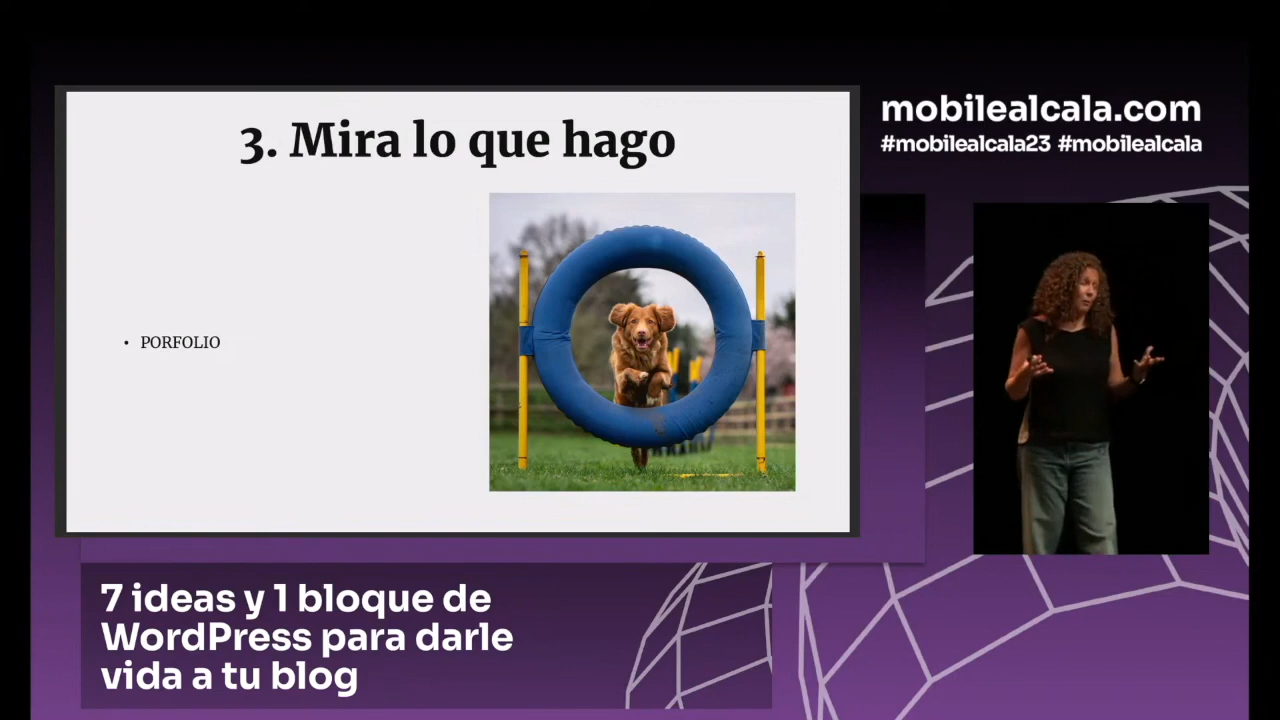 3. Mira lo que hago
• PORFOLIO
mobilealcala.com
#mobilealcala23 #mobilealcala
7 ideas y 1 bloque de
WordPress para darle
vida a tu blog